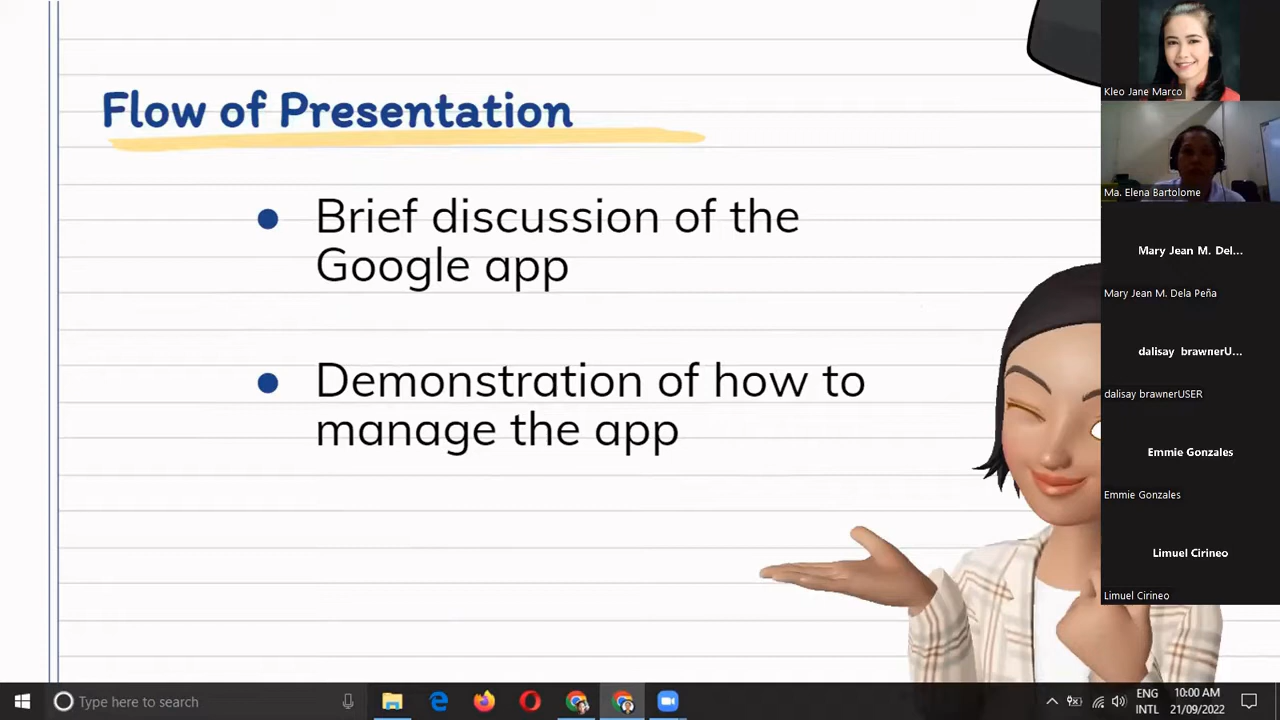 Flow of Presentation
Brief discussion of the
Google app
Demonstration of how to
manage the app
Kleo Jane Marco
Ma. Elena Bartolome
Mary Jean M. Del...
Mary Jean M. Dela Peña
dalisay brawnerU...
dalisay brawnerUSER
Emmie Gonzales
Emmie Gonzales
Limuel Cirineo
Limuel Cirineo
Type here to search
ENG
INTL
10:00 AM
21/09/2022